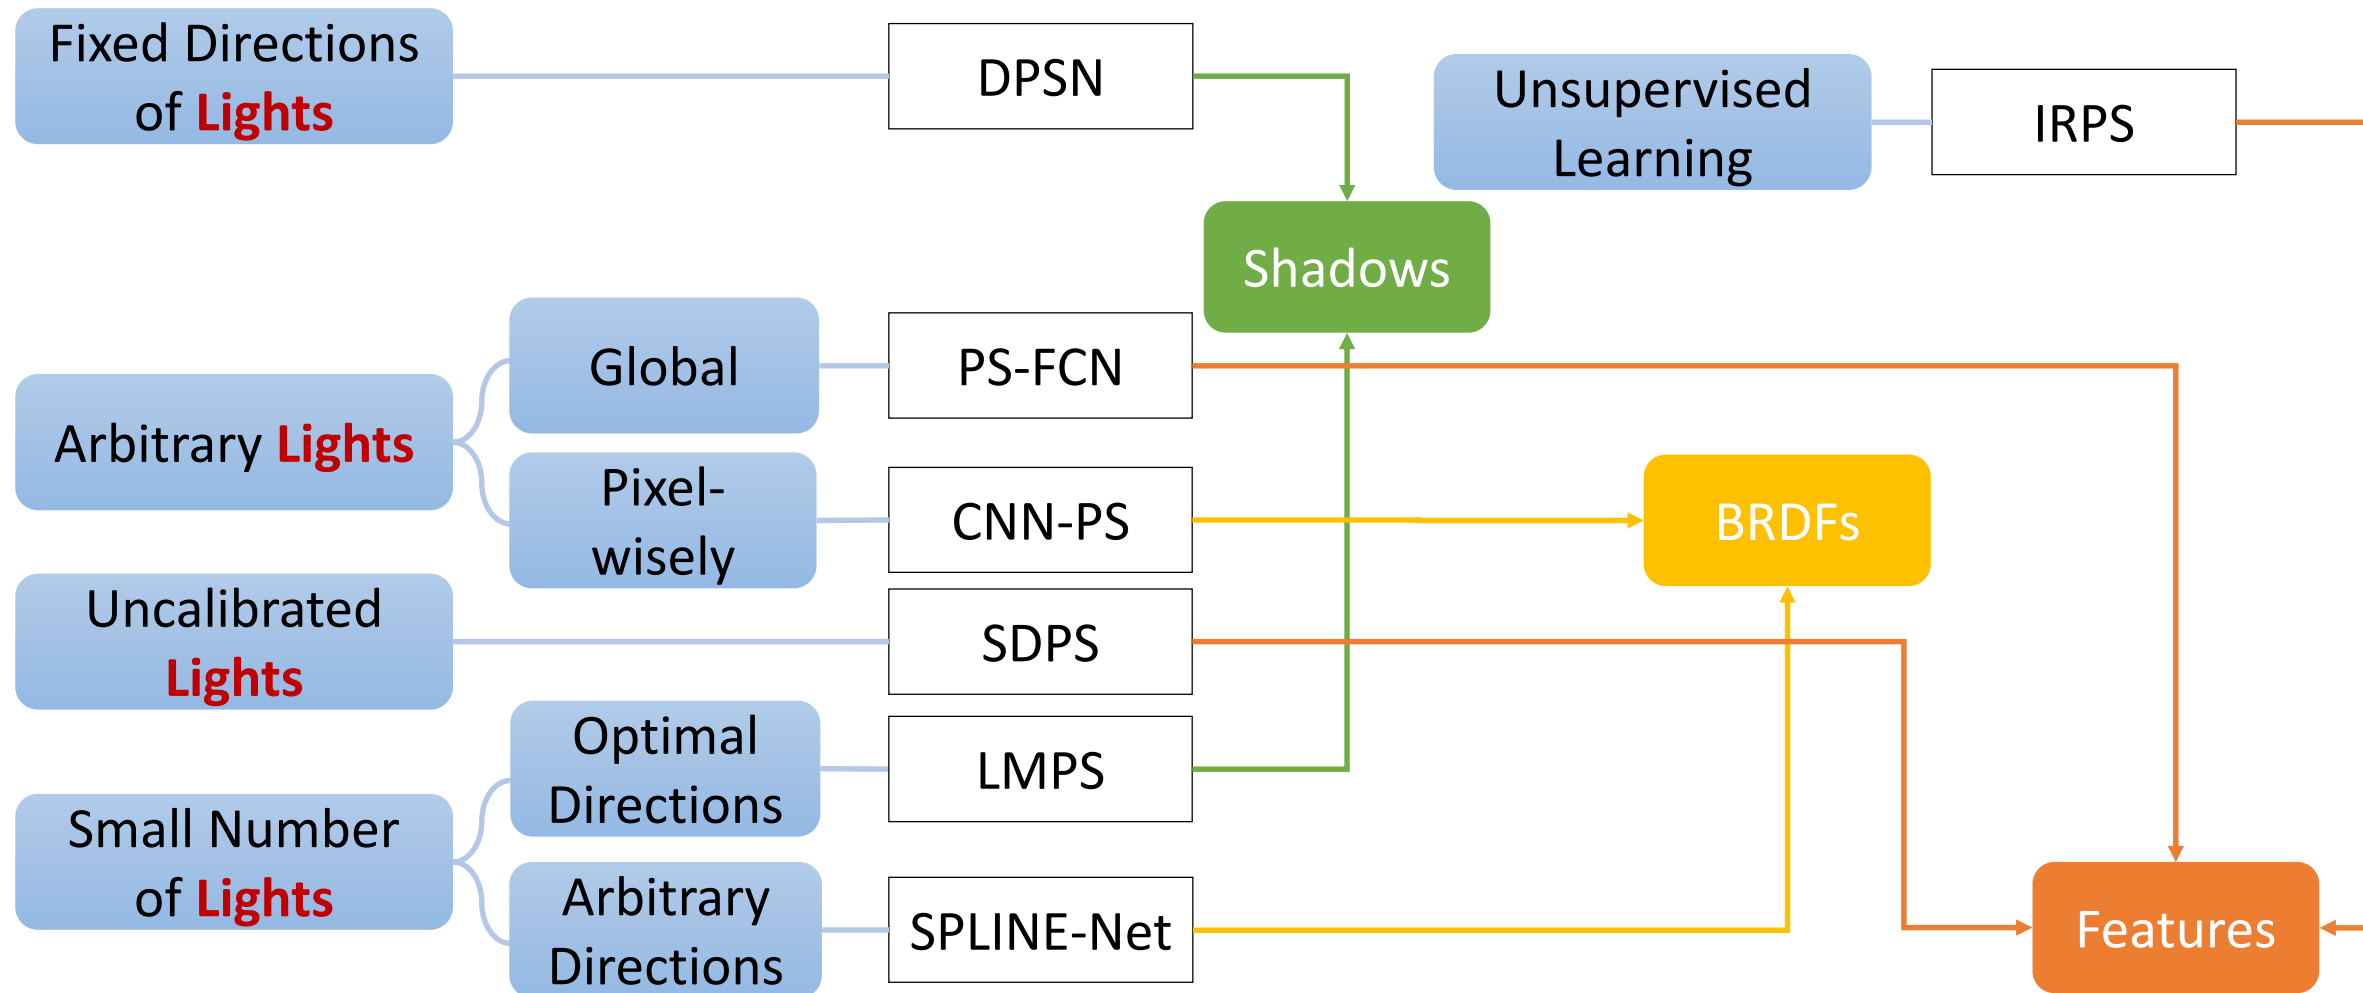 Fixed Directions
of Lights
DPSN
Unsupervised
Learning
IRPS
Shadows
Global
PS-FCN
Arbitrary Lights
Pixel-
wisely
CNN-PS
BRDFs
Uncalibrated
Lights
SDPS
Optimal
Directions
LMPS
Small Number
of Lights
Arbitrary
Directions
SPLINE-Net
Features